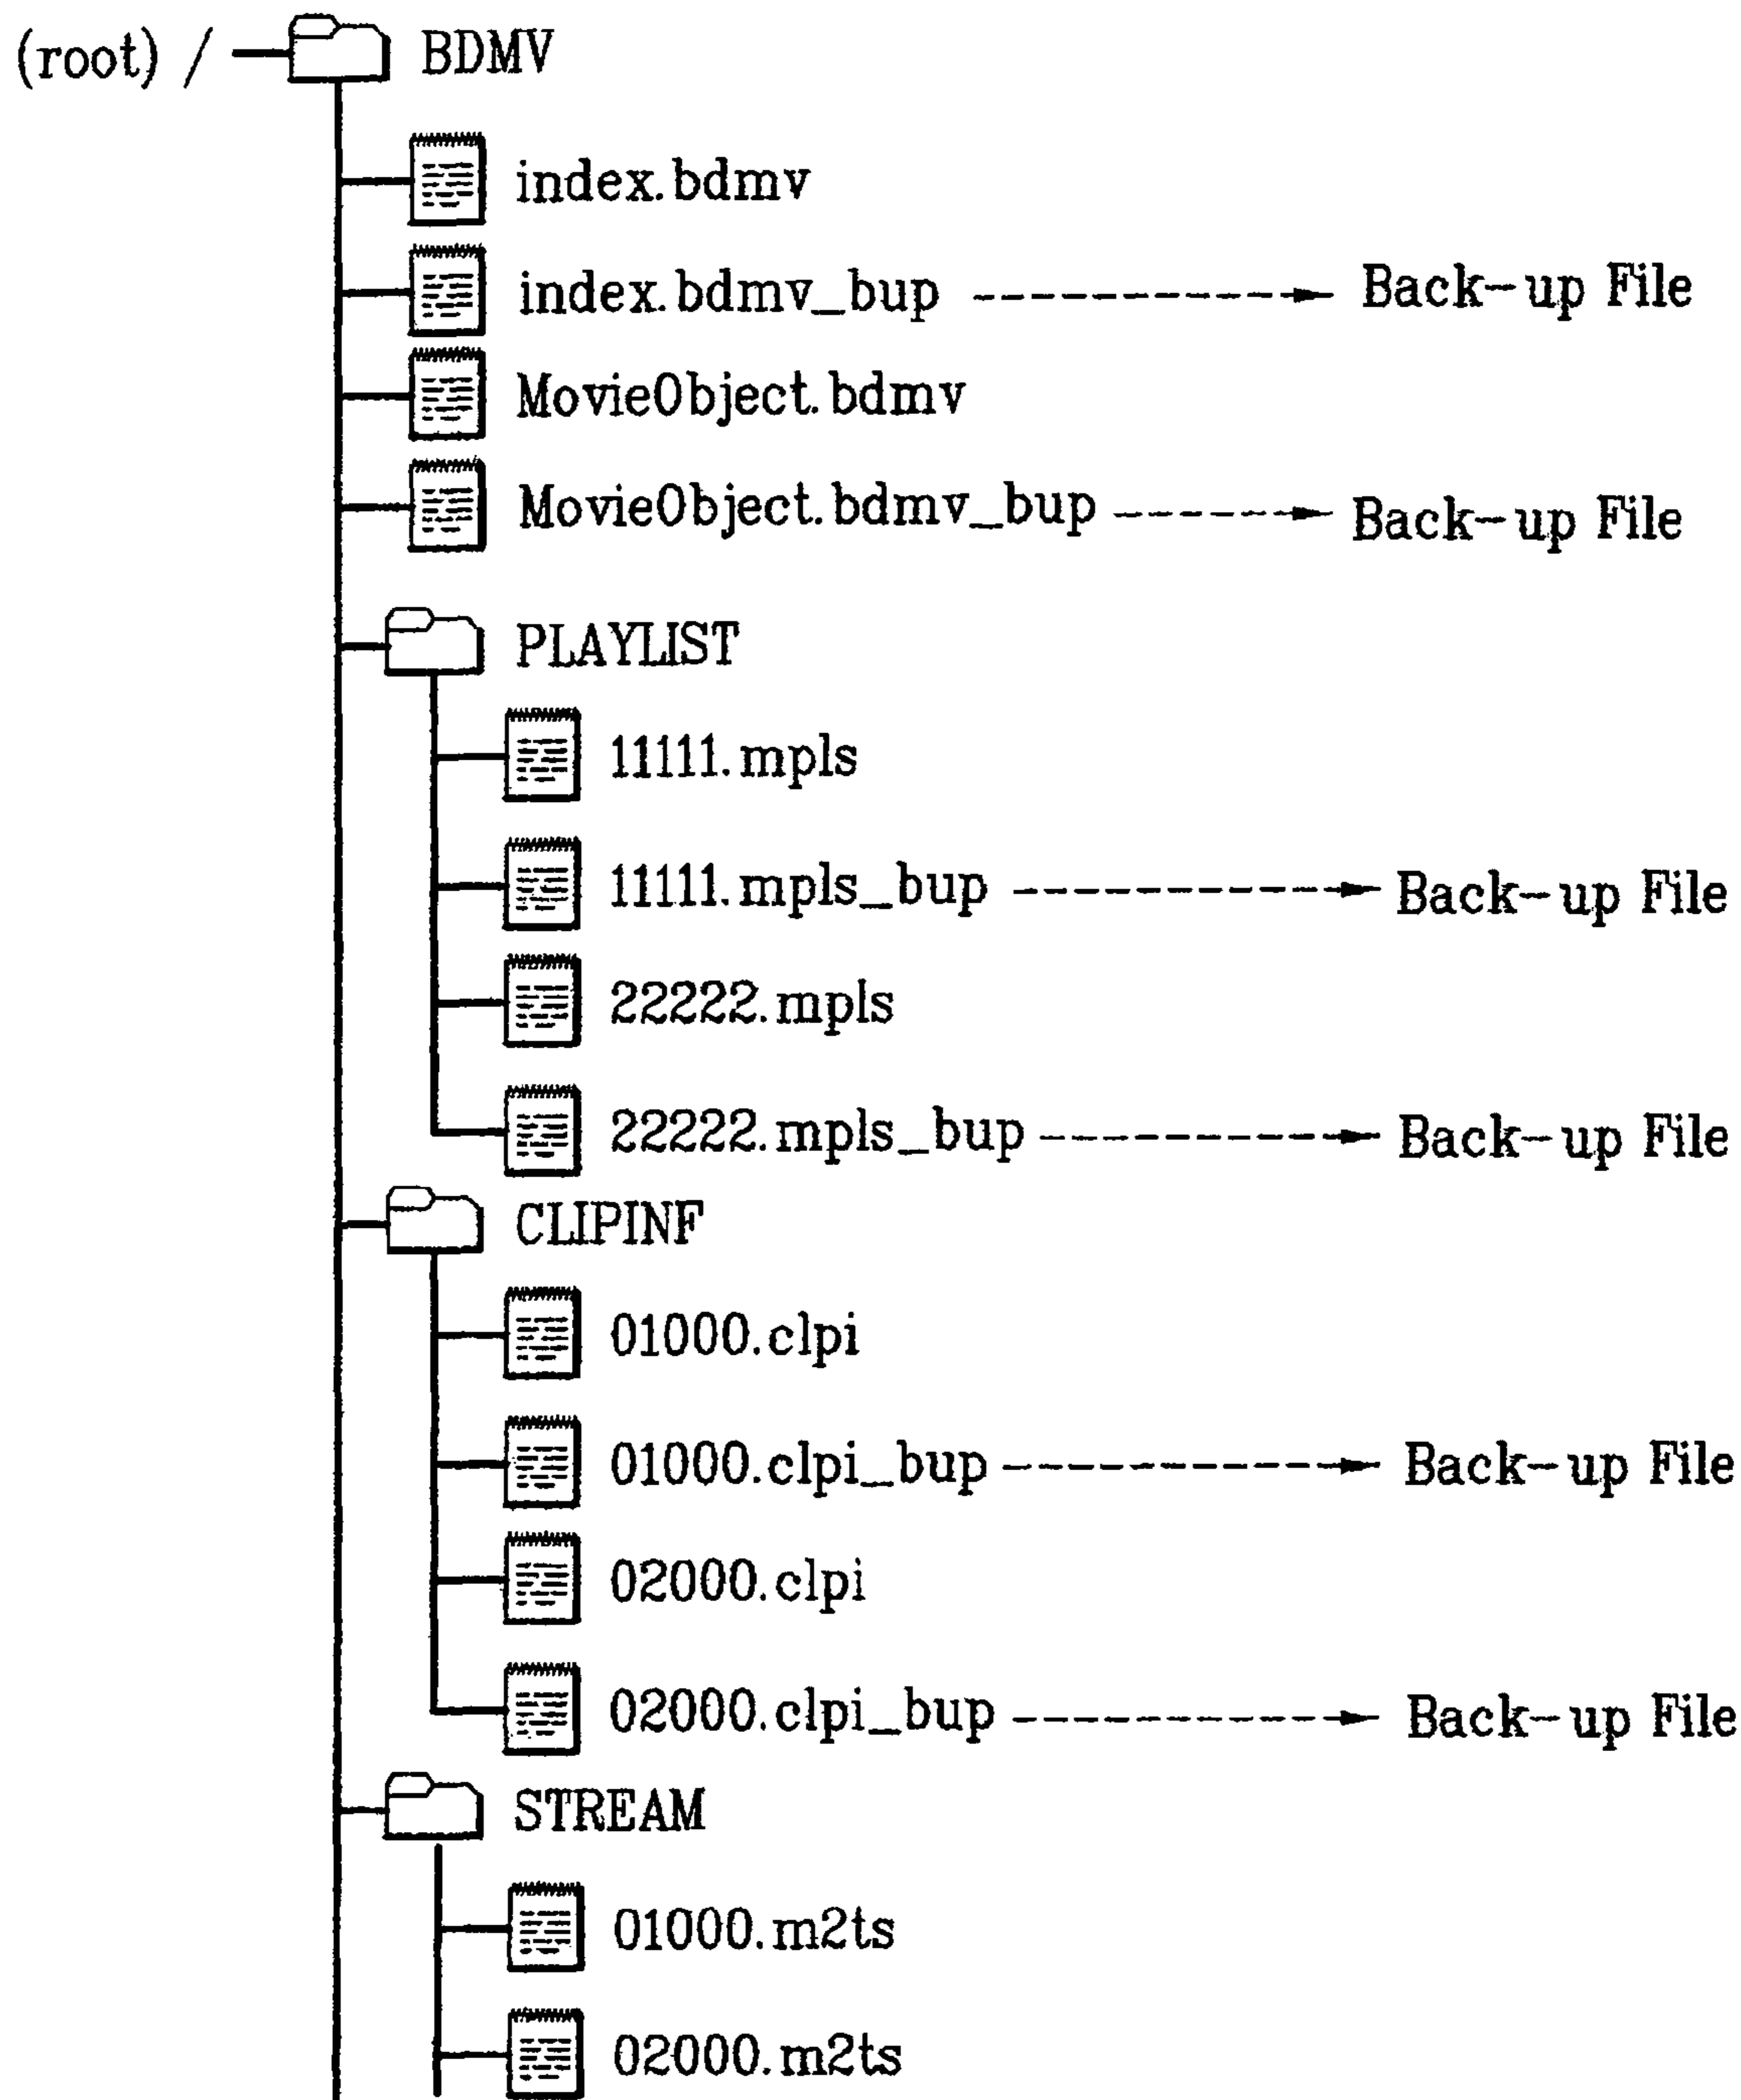 (root) / BDMV
index.bdmv
index.bdmv_bup Back-up File
MovieObject.bdmv
MovieObject.bdmv_bup Back-up File
PLAYLIST
11111.mpls
11111.mpls_bup Back-up File
22222.mpls
22222.mpls_bup Back-up File
CLIPINF
01000.clpi
01000.clpi_bup Back-up File
02000.clpi
02000.clpi_bup Back-up File
STREAM
01000.m2ts
02000.m2ts